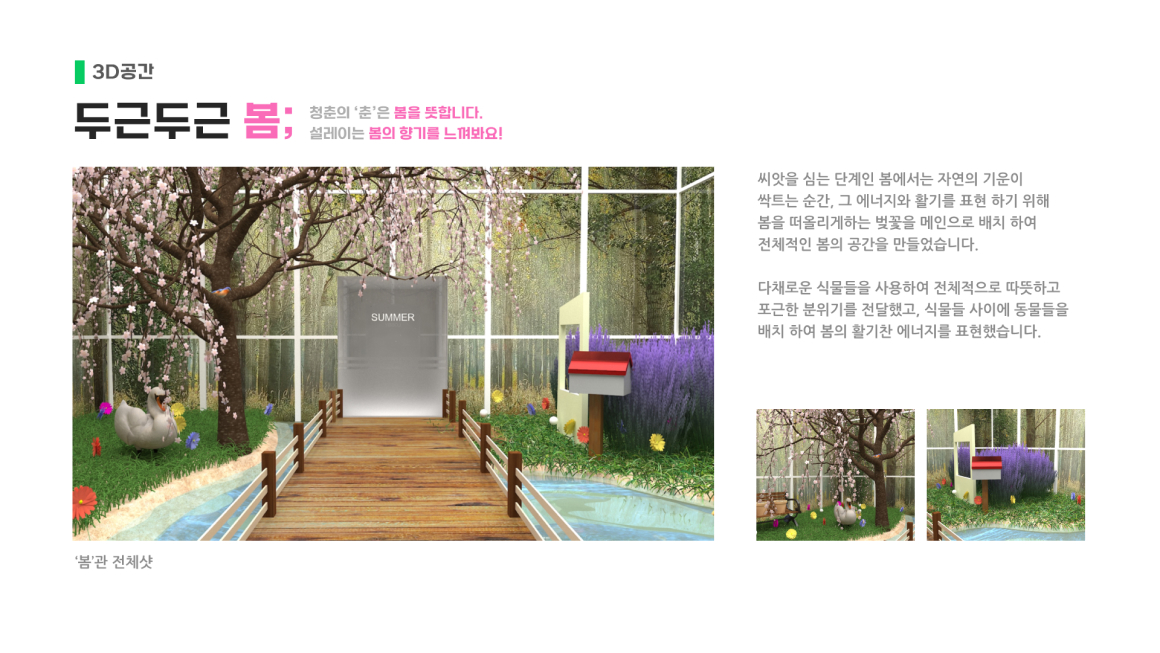 3D공간
두근두근 봄;
청춘의 ‘춘’은 봄을 뜻합니다.
설레이는 봄의 향기를 느껴봐요!
SUMMER
씨앗을 심는 단계인 봄에서는 자연의 기운이
싹트는 순간, 그 에너지와 활기를 표현 하기 위해
봄을 떠올리게하는 벚꽃을 메인으로 배치 하여
전체적인 봄의 공간을 만들었습니다.
다채로운 식물들을 사용하여 전체적으로 따뜻하고
포근한 분위기를 전달했고, 식물들 사이에 동물들을
배치 하여 봄의 활기찬 에너지를 표현했습니다.
‘봄’관 전체샷